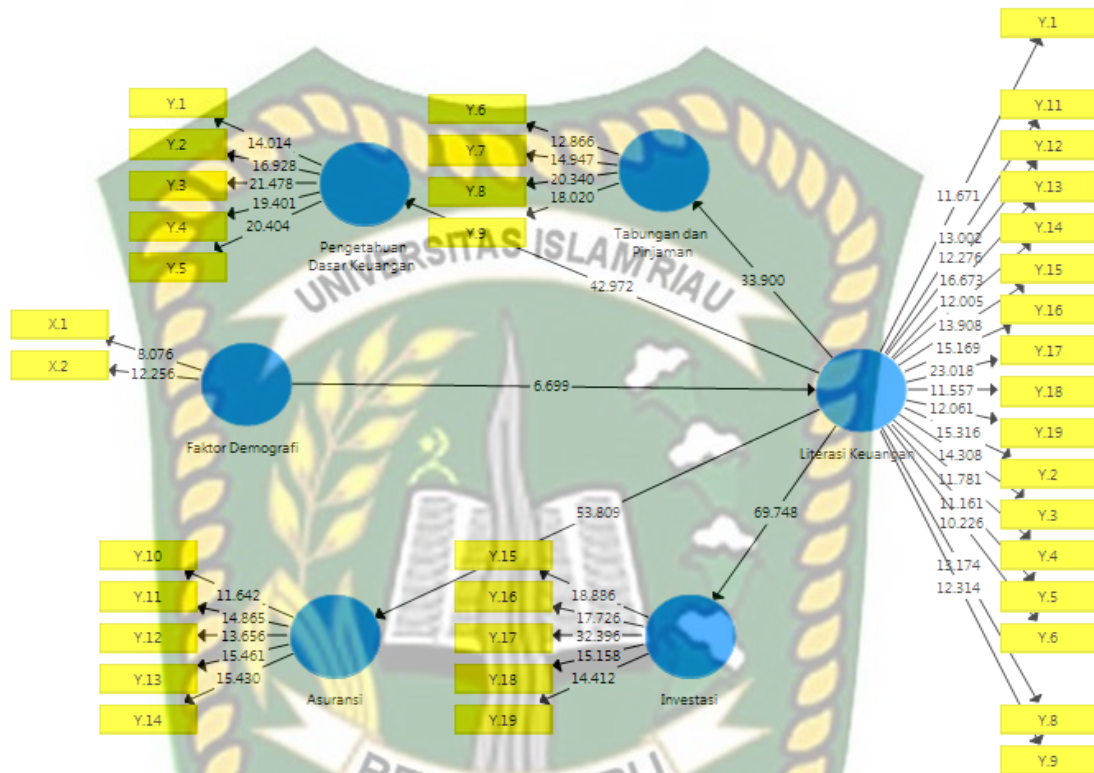 Y.1
Y.11
Y.12
Y.13
Y.14
Y.15
Y.16
Y.17
Y.18
Y.19
Y.2
Y.3
Y.4
Y.5
Y.6
Y.8
Y.9
11.671
13.002
12.276
16.673
12.005
13.908
15.169
23.018
11.557
12.061
15.316
14.308
11.781
11.161
10.226
13.174
12.314
Y.1
Y.2
Y.3
Y.4
Y.5
14.014
16.928
21.478
19.401
20.404
Pengetahuan
Dasar Keuangan
Y.6
Y.7
Y.8
Y.9
12.866
14.947
20.340
18.020
Tabungan dan
Pinjaman
UNIVERSITAS ISLAM RIAU
42.972
33.900
X.1
X.2
8.076
12.256
Faktor Demografi
6.699
Literasi Keuangan
53.809
69.748
Y.10
Y.11
Y.12
Y.13
Y.14
11.642
14.865
13.656
15.461
15.430
Asuransi
Y.15
Y.16
Y.17
Y.18
Y.19
18.886
17.726
32.396
15.158
14.412
Investasi